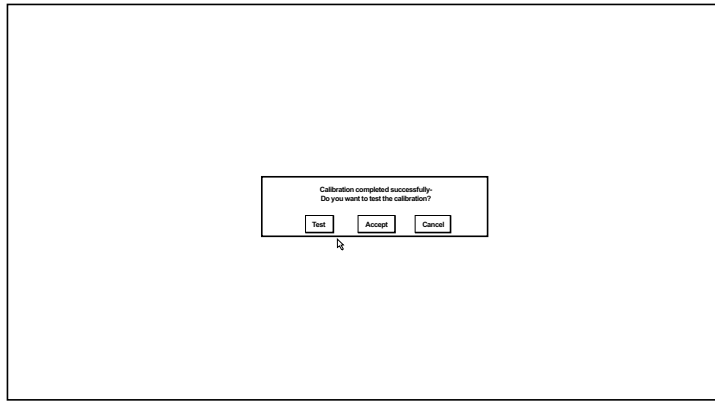 Calibration completed successfully-
Do you want to test the calibration?
Test Accept Cancel